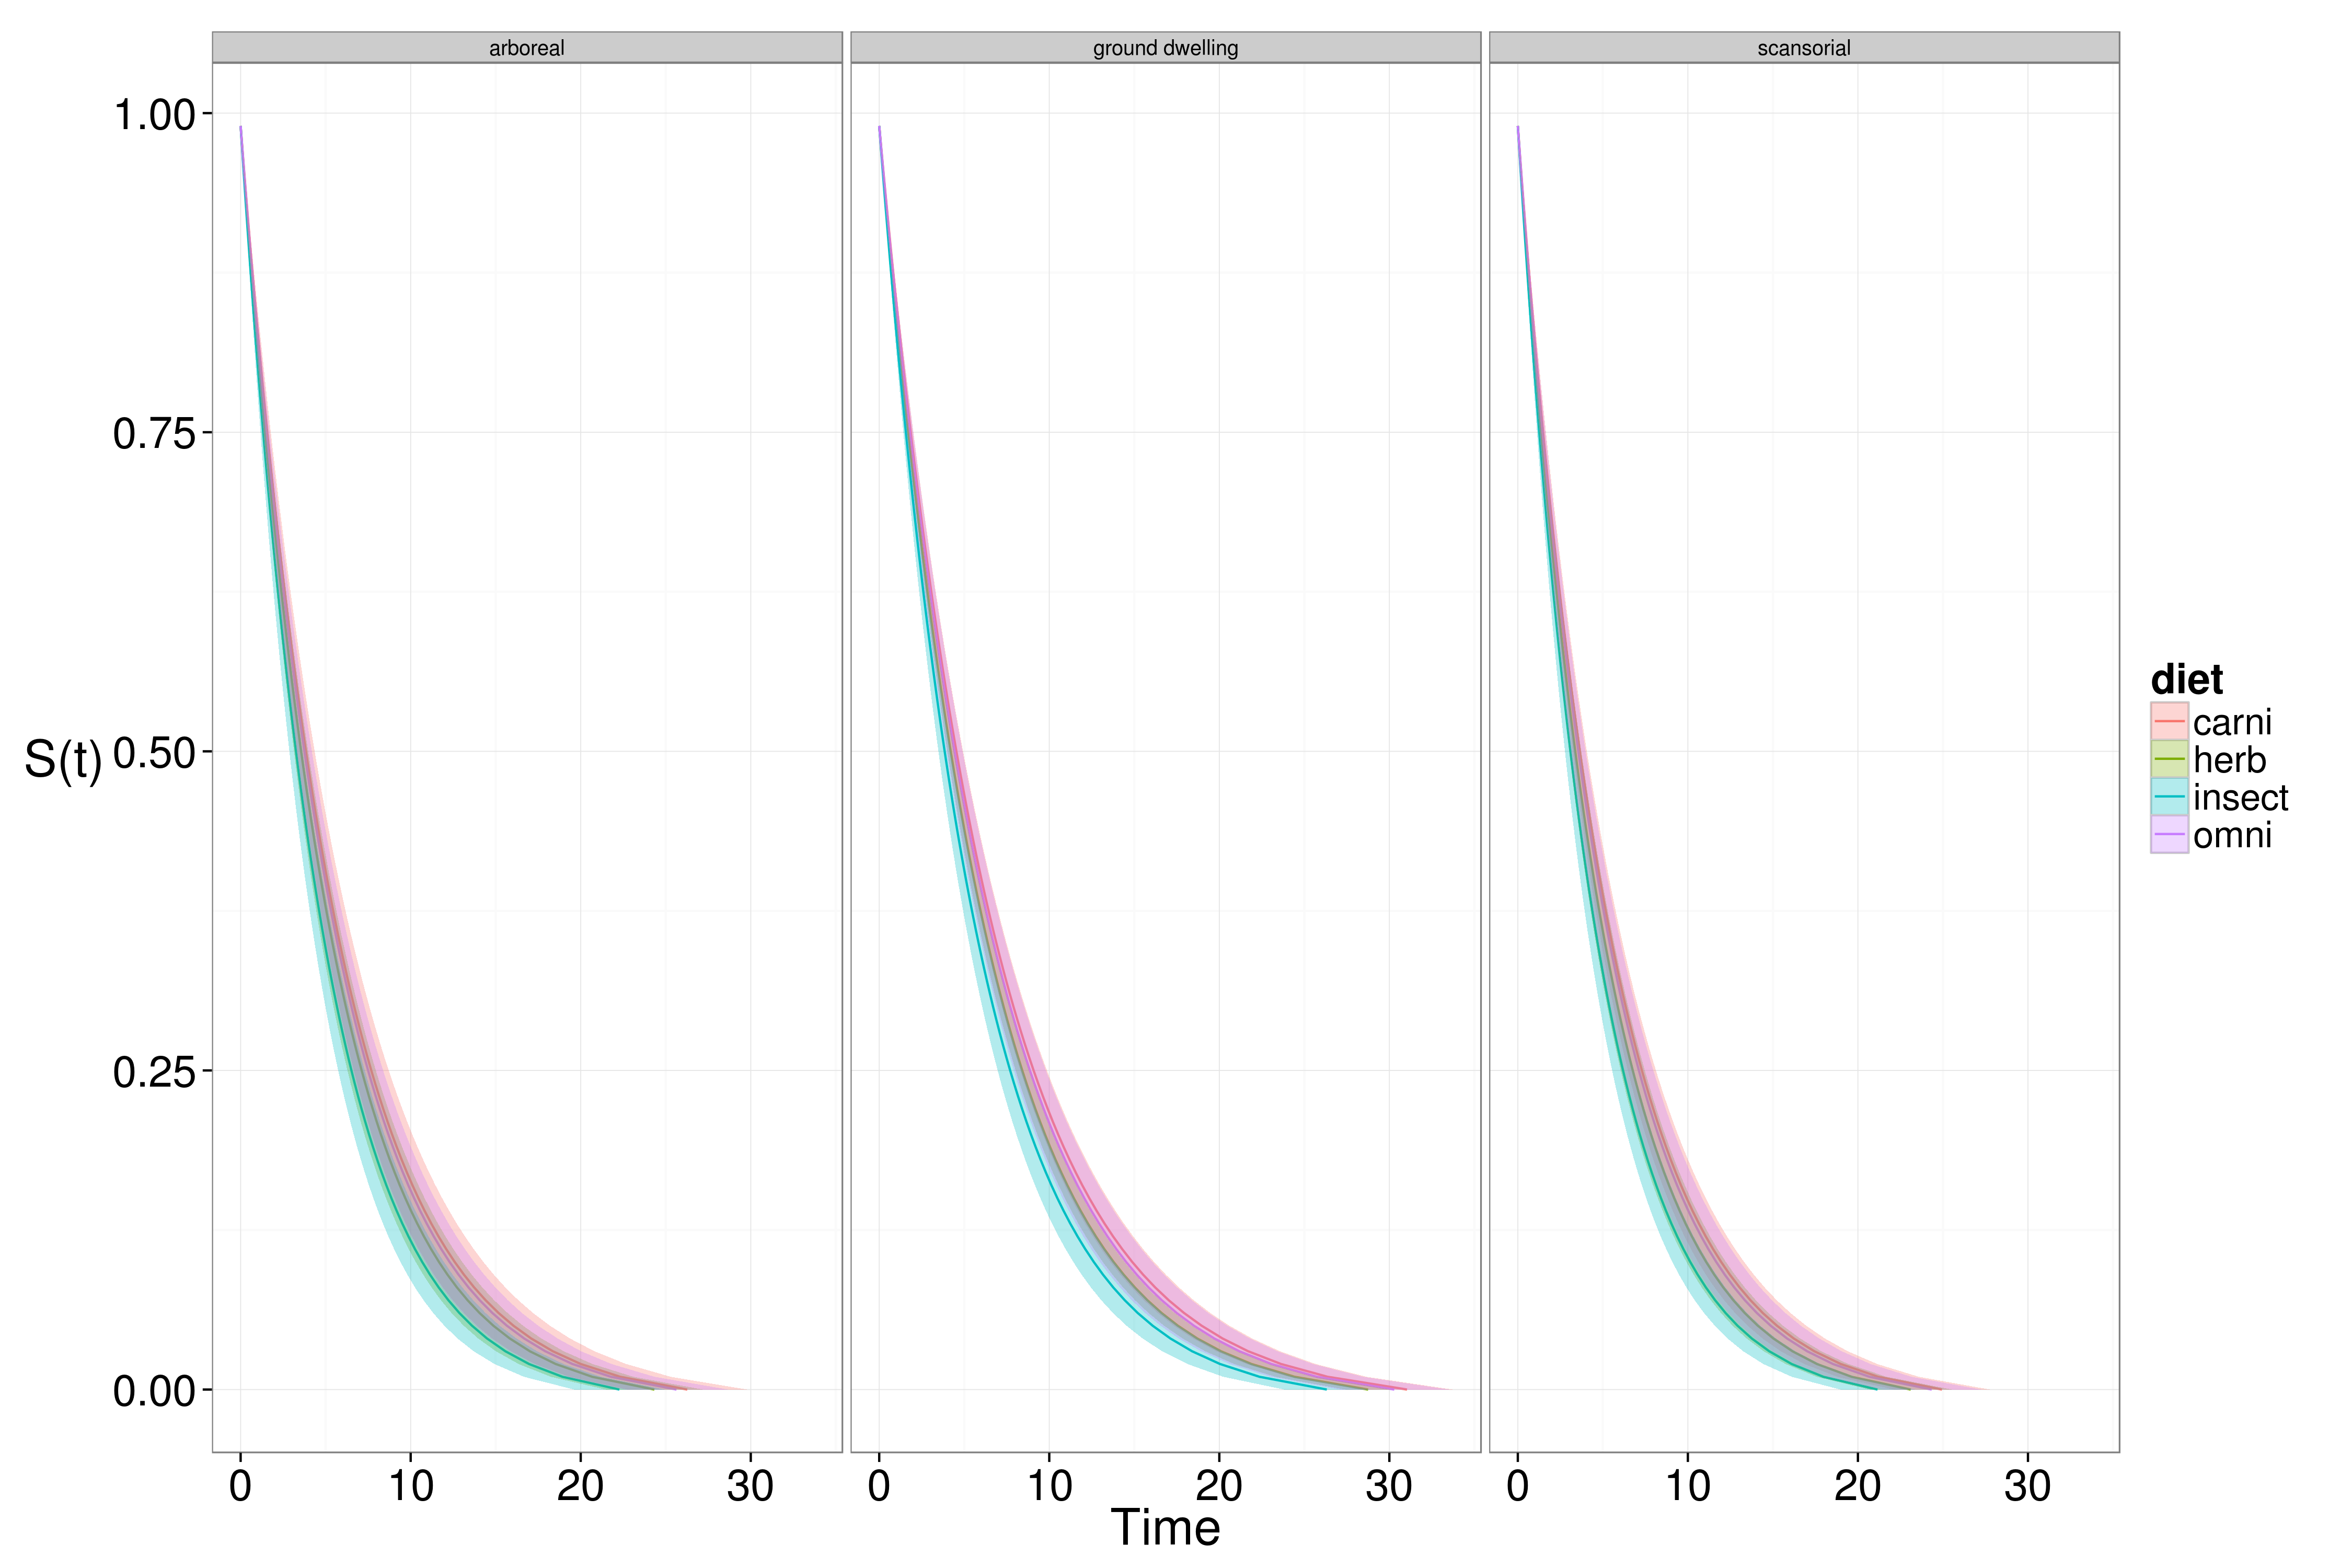 arboreal ground dwelling scansorial
1.00
0.75
S(t) 0.50
0.25
0.00
0 10 20 30 0 10 20 30 0 10 20 30
Time
diet
carni
herb
insect
omni